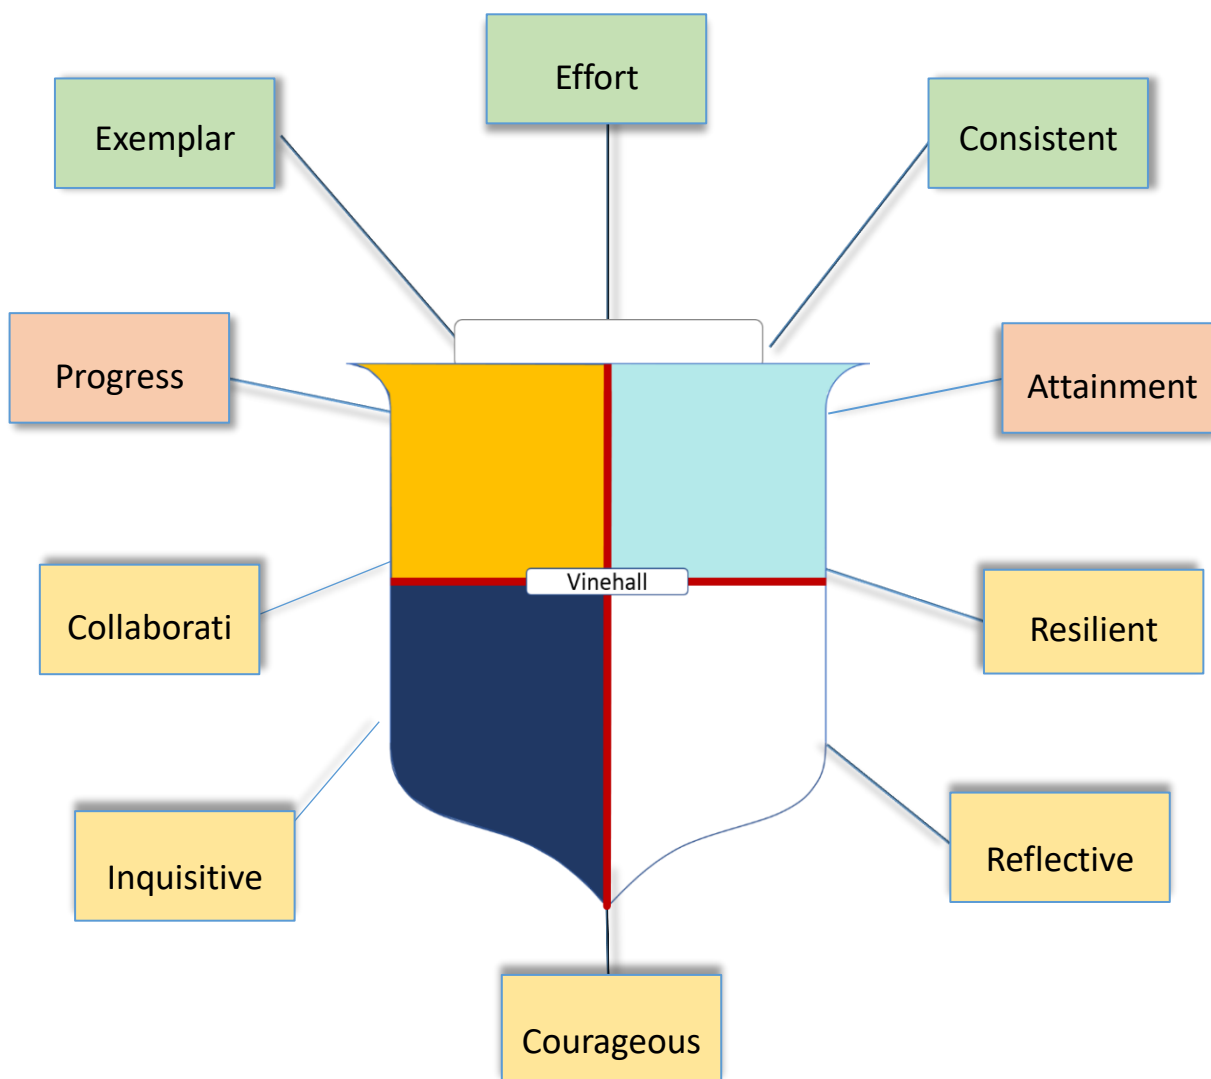 Effort
Exemplar
Consistent
Progress
Attainment
Vinehall
Collaborati
Resilient
Inquisitive
Reflective
Courageous